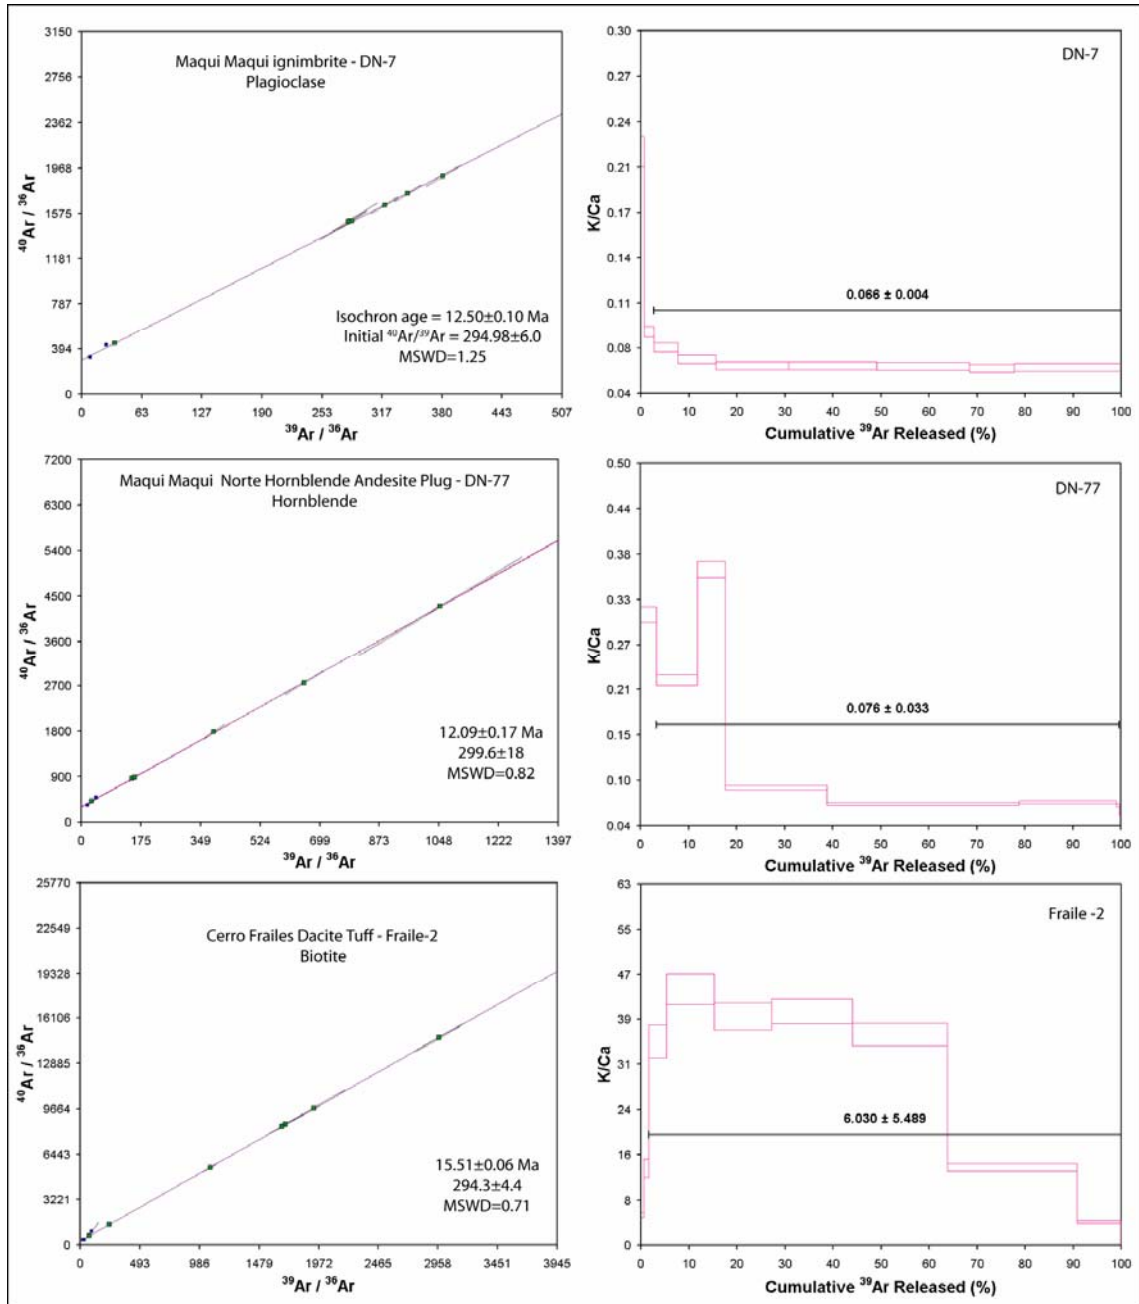 Maqui Maqui ignimbrite - DN-7
Plagioclase
3150
2756
2362
1968
1575
1181
787
394
0
40Ar / 36Ar
Isochron age = 12.50±0.10 Ma
Initial 40Ar/39Ar = 294.98±6.0
MSWD=1.25
0 63 127 190 253 317 380 443 507
39Ar / 36Ar
DN-7
0.30
0.27
0.24
0.21
0.17
0.14
0.11
0.08
0.04
K/Ca
0.066 ± 0.004
0 10 20 30 40 50 60 70 80 90 100
Cumulative 39Ar Released (%)
Maqui Maqui Norte Hornblende Andesite Plug - DN-77
Hornblende
7200
6300
5400
4500
3600
2700
1800
900
0
40Ar / 36Ar
12.09±0.17 Ma
299.6±18
MSWD=0.82
0 175 349 524 699 873 1048 1222 1397
39Ar / 36Ar
DN-77
0.50
0.44
0.38
0.33
0.27
0.21
0.15
0.10
0.04
K/Ca
0.076 ± 0.033
0 10 20 30 40 50 60 70 80 90 100
Cumulative 39Ar Released (%)
Cerro Frailes Dacite Tuff - Fraile-2
Biotite
25770
22549
19328
16106
12885
9664
6443
3221
0
40Ar / 36Ar
15.51±0.06 Ma
294.3±4.4
MSWD=0.71
0 493 986 1479 1972 2465 2958 3451 3945
39Ar / 36Ar
Fraile -2
63
55
47
39
31
24
16
8
0
K/Ca
6.030 ± 5.489
0 10 20 30 40 50 60 70 80 90 100
Cumulative 39Ar Released (%)